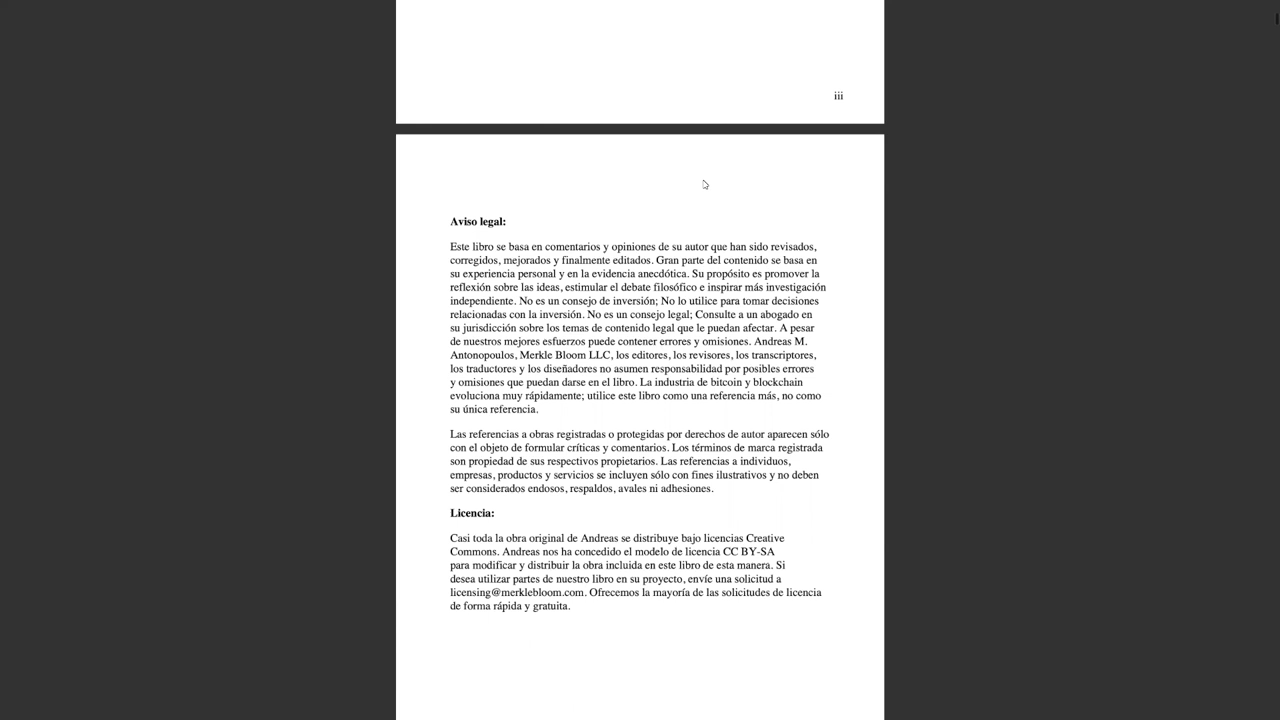 iii
Aviso legal:
Este libro se basa en comentarios y opiniones de su autor que han sido revisados,
corregidos, mejorados y finalmente editados. Gran parte del contenido se basa en
su experiencia personal y en la evidencia anecdótica. Su propósito es promover la
reflexión sobre las ideas, estimular el debate filosófico e inspirar más investigación
independiente. No es un consejo de inversión; No lo utilice para tomar decisiones
relacionadas con la inversión. No es un consejo legal; Consulte a un abogado en
su jurisdicción sobre los temas de contenido legal que le puedan afectar. A pesar
de nuestros mejores esfuerzos puede contener errores y omisiones. Andreas M.
Antonopoulos, Merkle Bloom LLC, los editores, los revisores, los transcriptores,
los traductores y los diseñadores no asumen responsabilidad por posibles errores
y omisiones que puedan darse en el libro. La industria de bitcoin y blockchain
evoluciona muy rápidamente; utilice este libro como una referencia más, no como
su única referencia.
Las referencias a obras registradas o protegidas por derechos de autor aparecen sólo
con el objeto de formular críticas y comentarios. Los términos de marca registrada
son propiedad de sus respectivos propietarios. Las referencias a individuos,
empresas, productos y servicios se incluyen sólo con fines ilustrativos y no deben
ser considerados endosos, respaldos, avales ni adhesiones.
Licencia:
Casi toda la obra original de Andreas se distribuye bajo licencias Creative
Commons. Andreas nos ha concedido el modelo de licencia CC BY-SA
para modificar y distribuir la obra incluida en este libro de esta manera. Si
desea utilizar partes de nuestro libro en su proyecto, envíe una solicitud a
licensing@merklebloom.com. Ofrecemos la mayoría de las solicitudes de licencia
de forma rápida y gratuita.